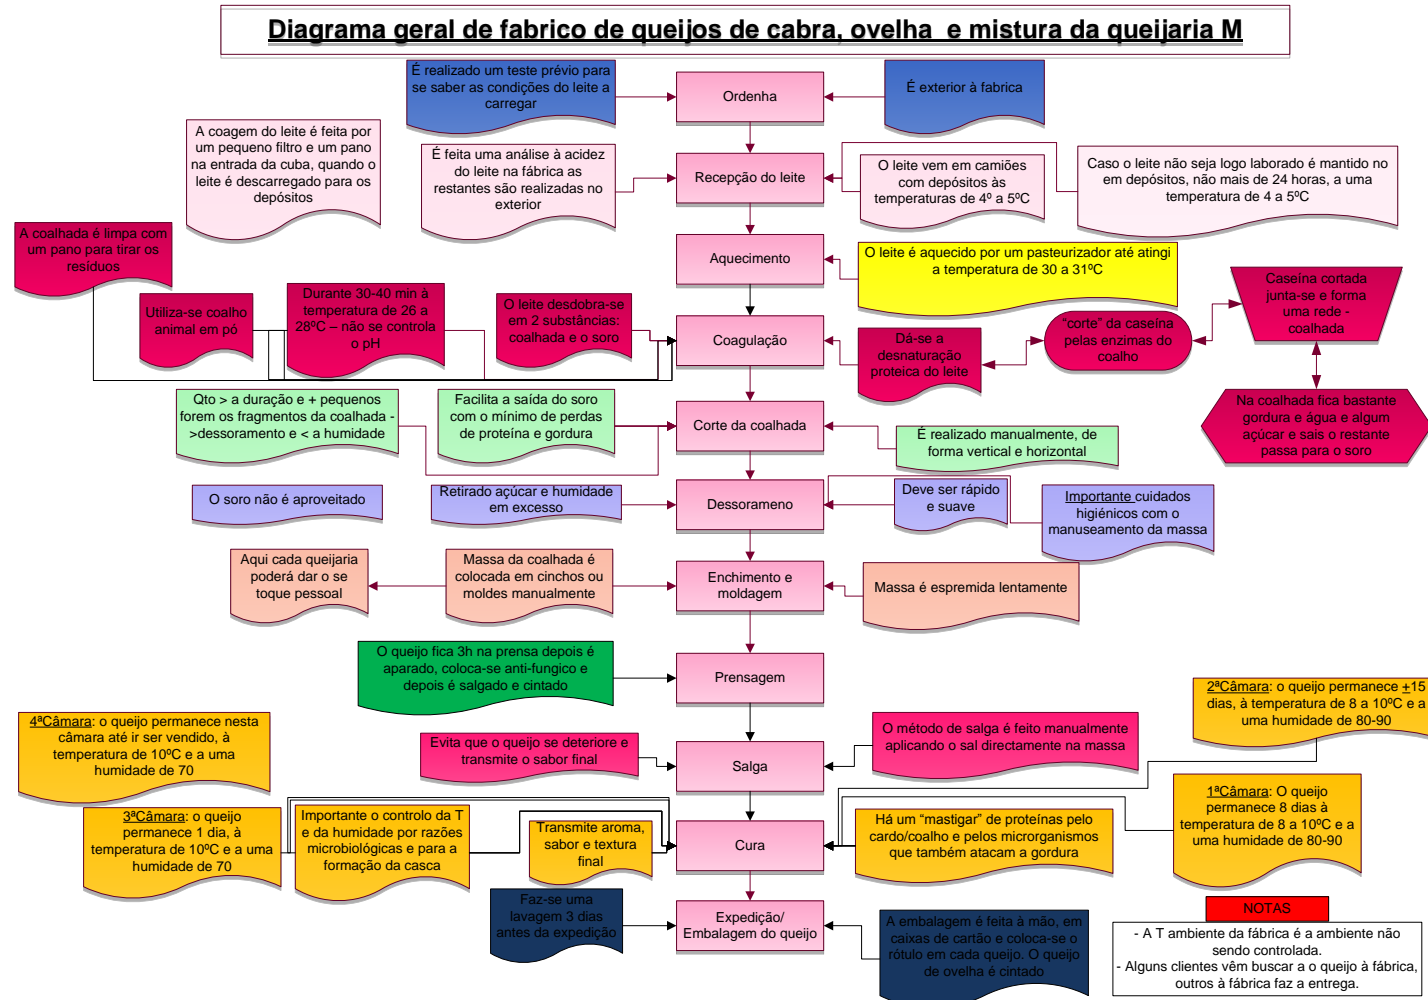 Diagrama geral de fabrico de queijos de cabra, ovelha  e mistura da queijaria M
É realizado um teste prévio para
se saber as condições do leite a
carregar
Ordenha
É exterior à fabrica
A coagem do leite é feita por
um pequeno filtro e um pano
na entrada da cuba, quando o
leite é descarregado para os
depósitos
É feita uma análise à acidez
do leite na fábrica as
restantes são realizadas no
exterior
Recepção do leite
O leite vem em camiões
com depósitos às
temperaturas de 4º a 5ºC
Caso o leite não seja logo laborado é mantido no
em depósitos, não mais de 24 horas, a uma
temperatura de 4 a 5ºC
A coalhada é limpa com
um pano para tirar os
resíduos
Aquecimento
O leite é aquecido por um pasteurizador até atingi
a temperatura de 30 a 31ºC
Utiliza-se coalho
animal em pó
Durante 30-40 min à
temperatura de 26 a
28ºC – não se controla
o pH
O leite desdobra-se
em 2 substâncias:
coalhada e o soro
Coagulação
Dá-se a
desnaturação
proteica do leite
“corte” da caseína
pelas enzimas do
coalho
Caseína cortada
junta-se e forma
uma rede -
coalhada
Na coalhada fica bastante
gordura e água e algum
açúcar e sais o restante
passa para o soro
Qto > a duração e + pequenos
forem os fragmentos da coalhada -
>dessoramento e < a humidade
Facilita a saída do soro
com o mínimo de perdas
de proteína e gordura
Corte da coalhada
É realizado manualmente, de
forma vertical e horizontal
O soro não é aproveitado
Retirado açúcar e humidade
em excesso
Dessorameno
Deve ser rápido
e suave
Importante cuidados
higiénicos com o
manuseamento da massa
Aqui cada queijaria
poderá dar o se
toque pessoal
Massa da coalhada é
colocada em cinchos ou
moldes manualmente
Enchimento e
moldagem
Massa é espremida lentamente
O queijo fica 3h na prensa depois é
aparado, coloca-se anti-fungico e
depois é salgado e cintado
Prensagem
2ªCâmara: o queijo permanece +15
dias, à temperatura de 8 a 10ºC e a
uma humidade de 80-90
4ªCâmara: o queijo permanece nesta
câmara até ir ser vendido, à
temperatura de 10ºC e a uma
humidade de 70
Evita que o queijo se deteriore e
transmite o sabor final
Salga
O método de salga é feito manualmente
aplicando o sal directamente na massa
3ªCâmara: o queijo
permanece 1 dia, à
temperatura de 10ºC e a uma
humidade de 70
Importante o controlo da T
e da humidade por razões
microbiológicas e para a
formação da casca
Transmite aroma,
sabor e textura
final
Cura
Há um “mastigar” de proteínas pelo
cardo/coalho e pelos microrganismos
que também atacam a gordura
1ªCâmara: O queijo
permanece 8 dias à
temperatura de 8 a 10ºC e a
uma humidade de 80-90
Faz-se uma
lavagem 3 dias
antes da expedição
Expedição/
Embalagem do queijo
A embalagem é feita à mão, em
caixas de cartão e coloca-se o
rótulo em cada queijo. O queijo
de ovelha é cintado
NOTAS
- A T ambiente da fábrica é a ambiente não
sendo controlada.
- Alguns clientes vêm buscar a o queijo à fábrica,
outros à fábrica faz a entrega.